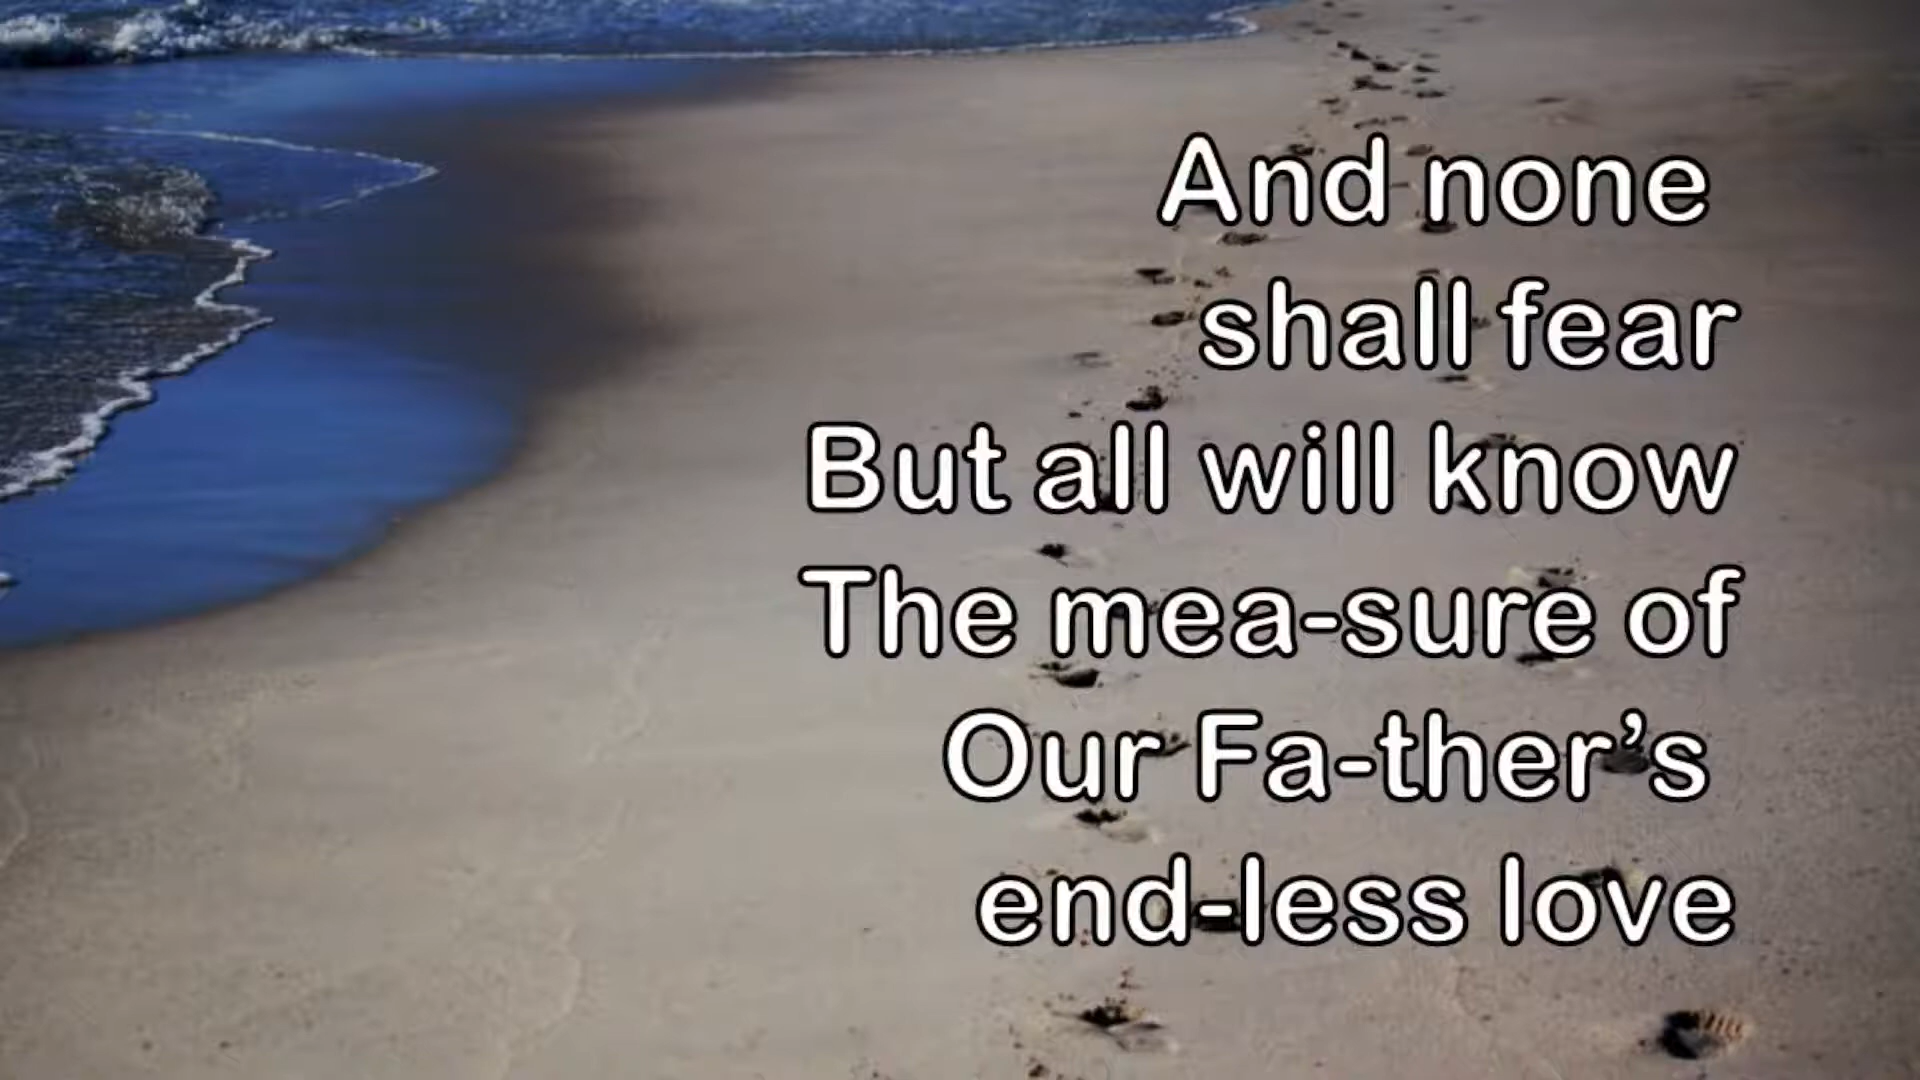 And none
shall fear
But all will know
The mea-sure of
Our Fa-ther’s
end-less love